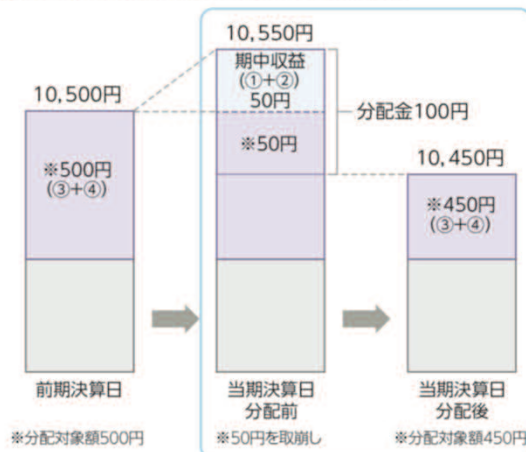 10,550円
期中収益
(①+②)
50円
10,500円
分配金100円
※500円
(③+④)
※50円
10,450円
※450円
(③+④)
前期決算日
当期決算日
分配前
当期決算日
分配後
※分配対象額500円
※50円を取崩し
※分配対象額450円